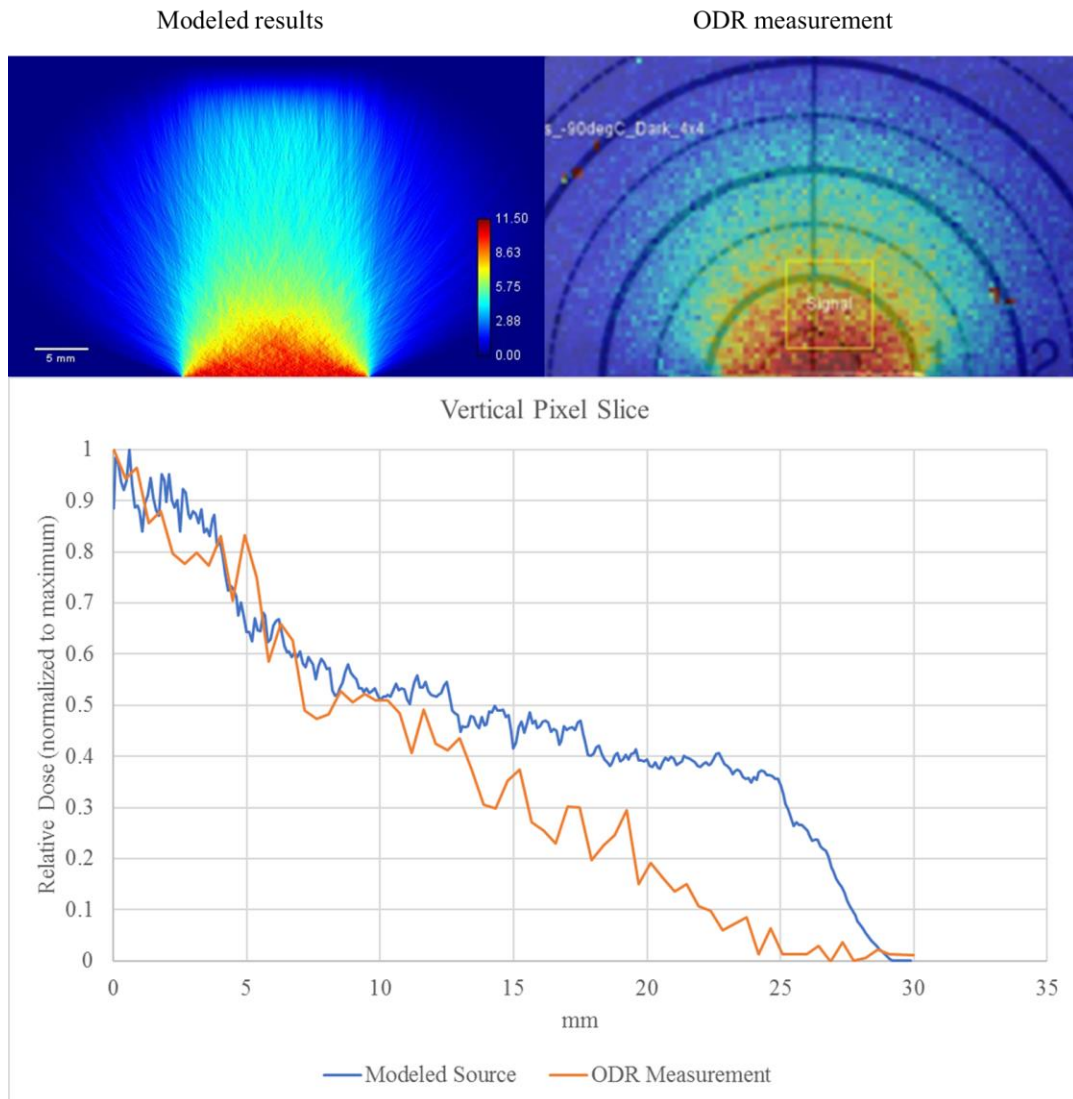 Modeled results
ODR measurement
s_-90degC_Dark_4x4
11.50
8.63
5.75
2.88
0.00
5 mm
Signal
1
2
Vertical Pixel Slice
Relative Dose (normalized to maximum)
1
0.9
0.8
0.7
0.6
0.5
0.4
0.3
0.2
0.1
0
0
5
10
15
20
25
30
35
mm
Modeled Source
ODR Measurement